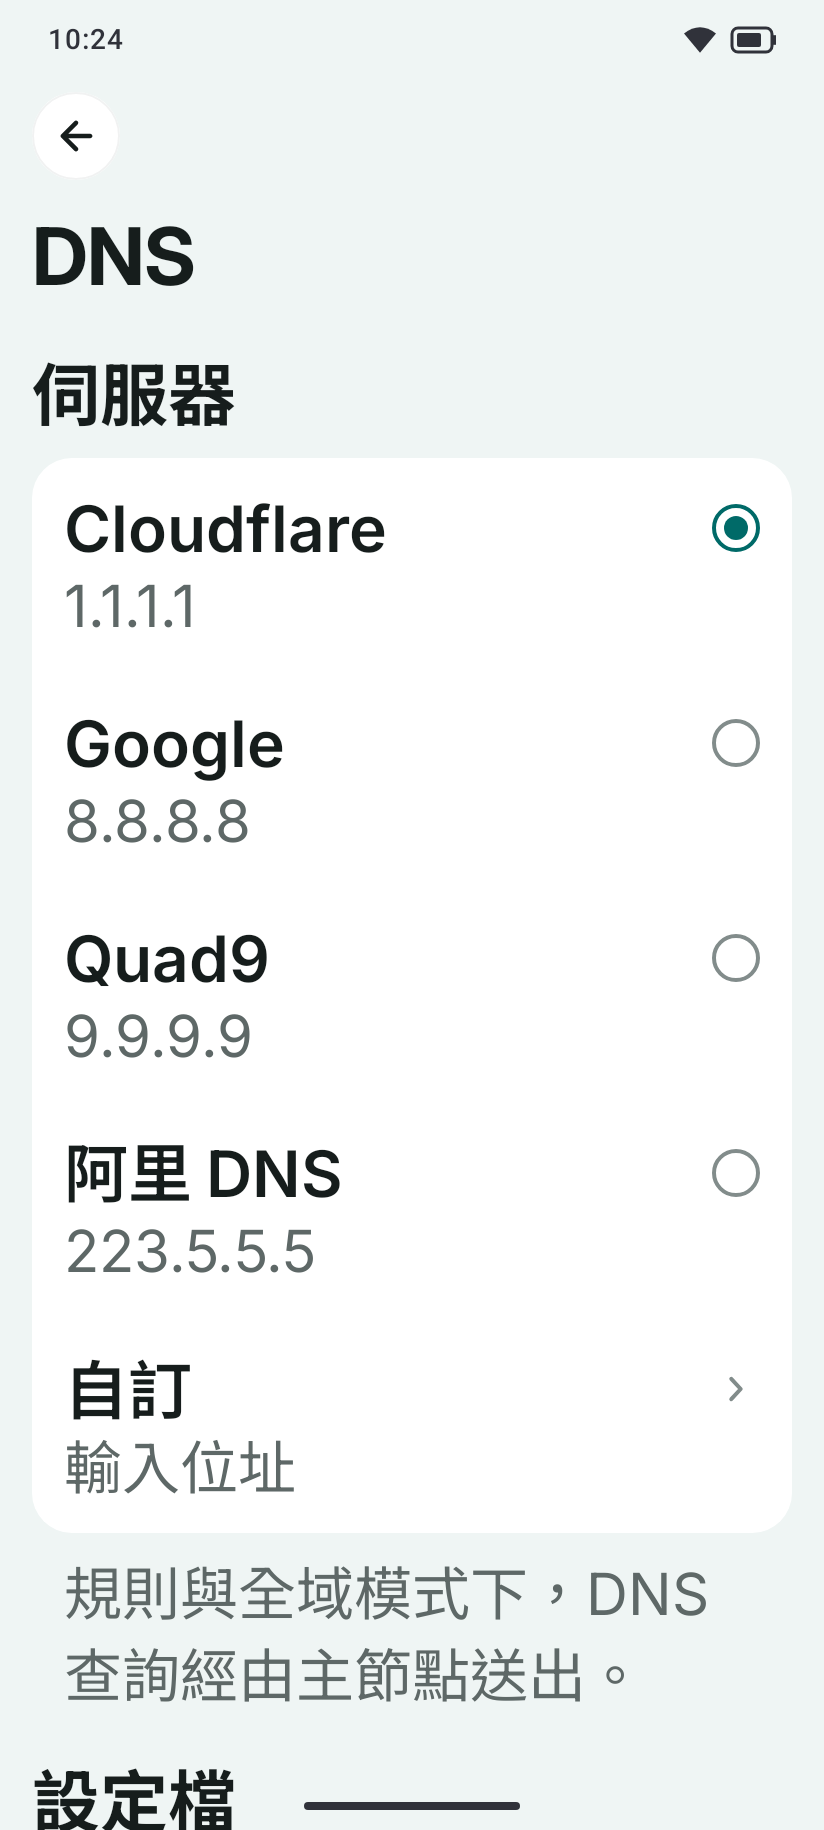 10:24
DNS
伺服器
Cloudflare
1.1.1.1
Google
8.8.8.8
Quad9
9.9.9.9
阿里 DNS
223.5.5.5
自訂
輸入位址
規則與全域模式下，DNS
查詢經由主節點送出。
設定檔